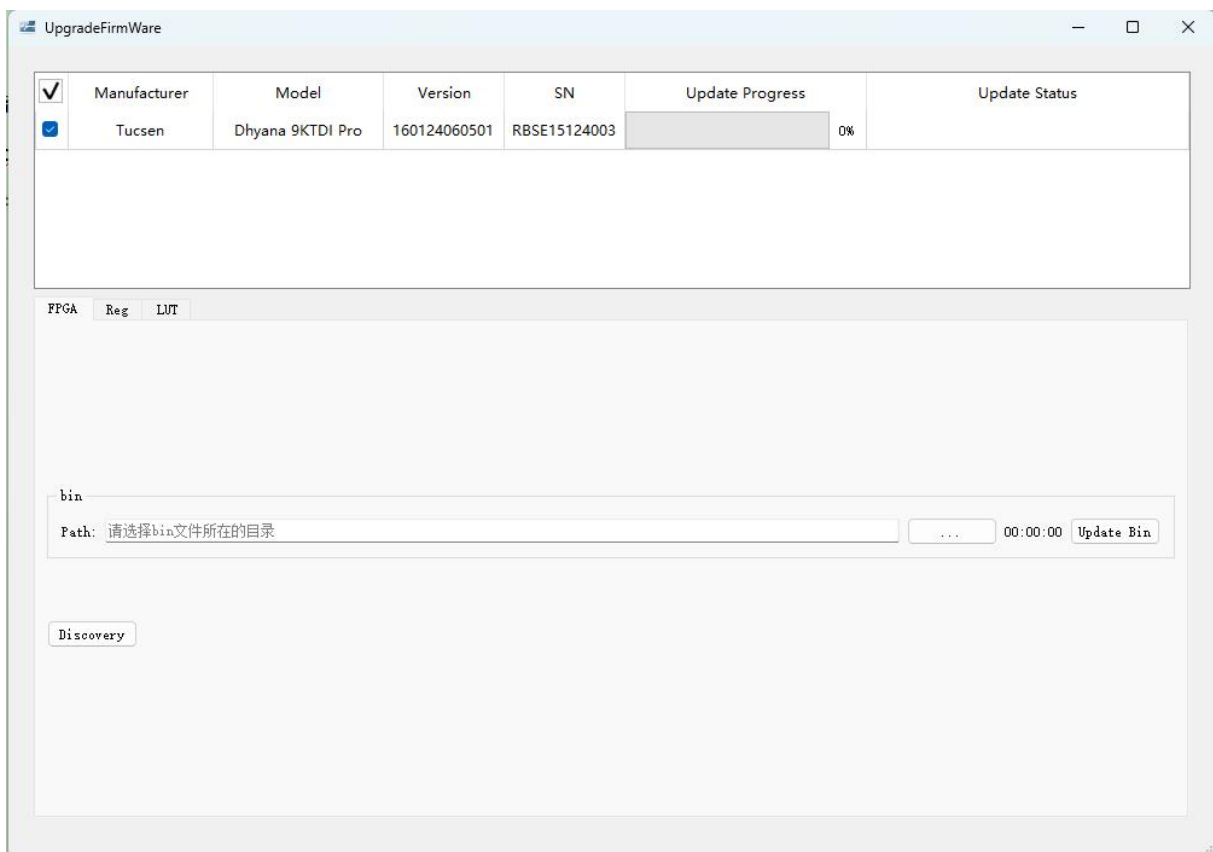 UpgradeFirmWare
Manufacturer Model Version SN Update Progress Update Status
Tucsen Dhyana 9KTDI Pro 160124060501 RBSE15124003 0%
FPGA Reg LUT
bin
Path: 请选择bin文件所在的目录 ... 00:00:00 Update Bin
Discovery